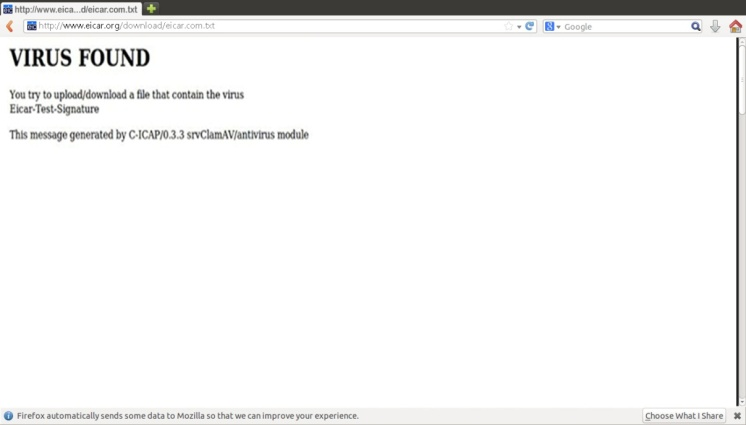 http://www.eica...d/eicar.com.txt
http://www.eicar.org/download/eicar.com.txt
Google
VIRUS FOUND
You try to upload/download a file that contain the virus
Eicar-Test-Signature
This message generated by C-ICAP/0.3.3 srvClamAV/antivirus module
Firefox automatically sends some data to Mozilla so that we can improve your experience.
Choose What I Share